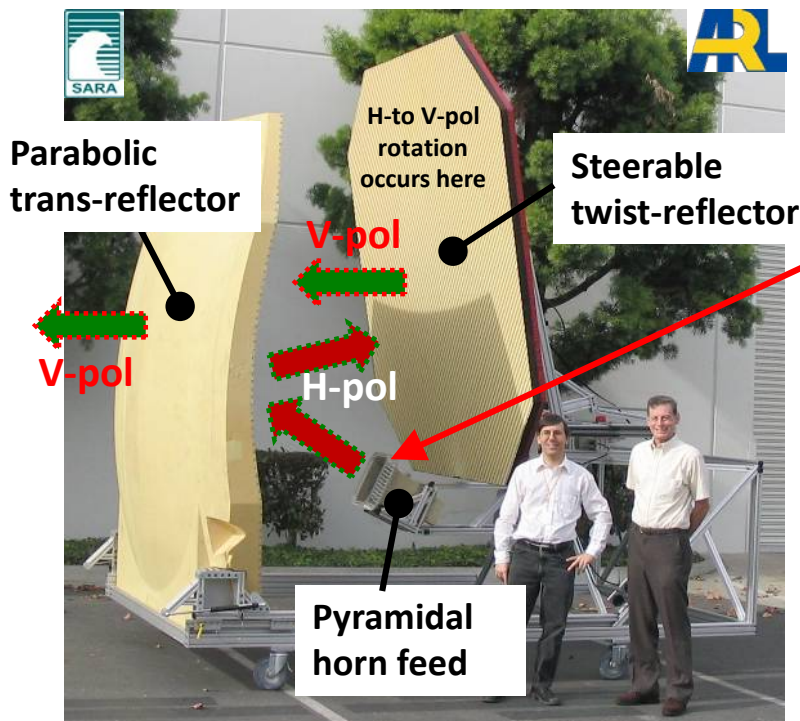 SARA
ARL
H-to V-pol
rotation
occurs here
Parabolic
trans-reflector
Steerable
twist-reflector
V-pol
V-pol
H-pol
Pyramidal
horn feed